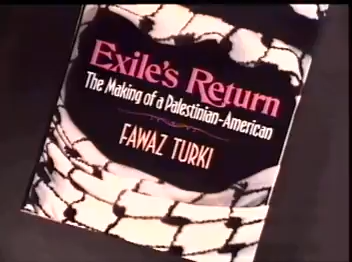 Exile's Return
The Making of a Palestinian-American
FAWAZ TURKI